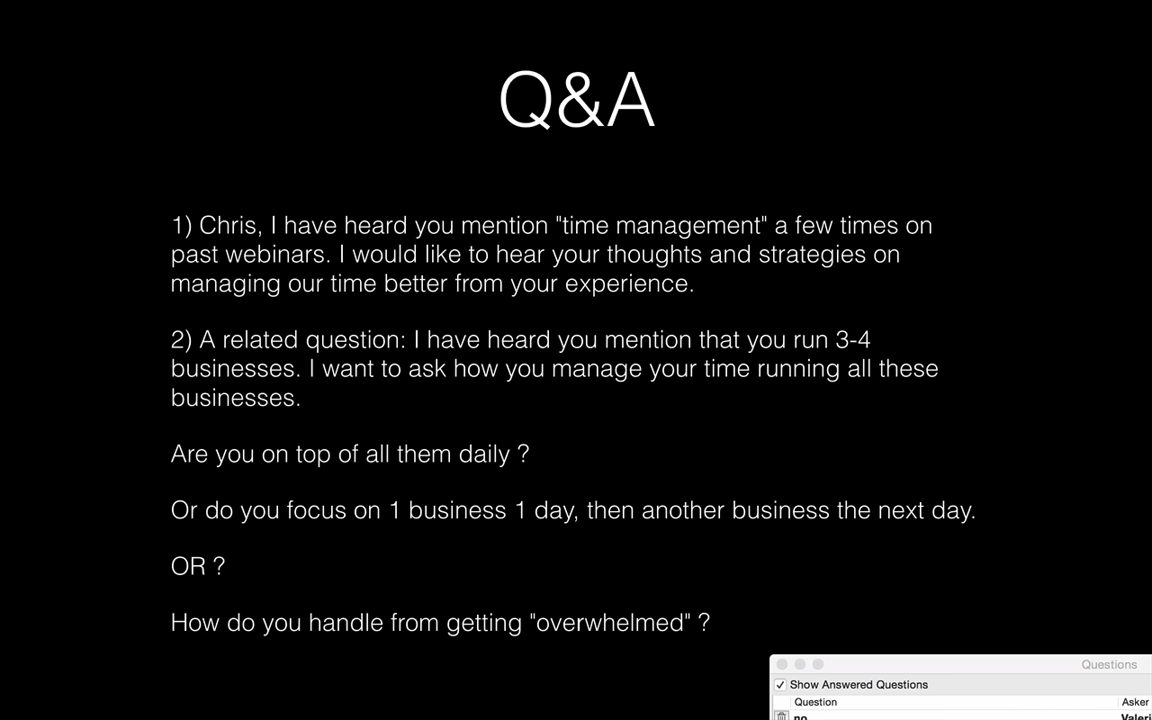 Q&A
1) Chris, I have heard you mention "time management" a few times on
past webinars. I would like to hear your thoughts and strategies on
managing our time better from your experience.
2) A related question: I have heard you mention that you run 3-4
businesses. I want to ask how you manage your time running all these
businesses.
Are you on top of all them daily ?
Or do you focus on 1 business 1 day, then another business the next day.
OR ?
How do you handle from getting "overwhelmed" ?
Questions
Show Answered Questions
Question Asker
no